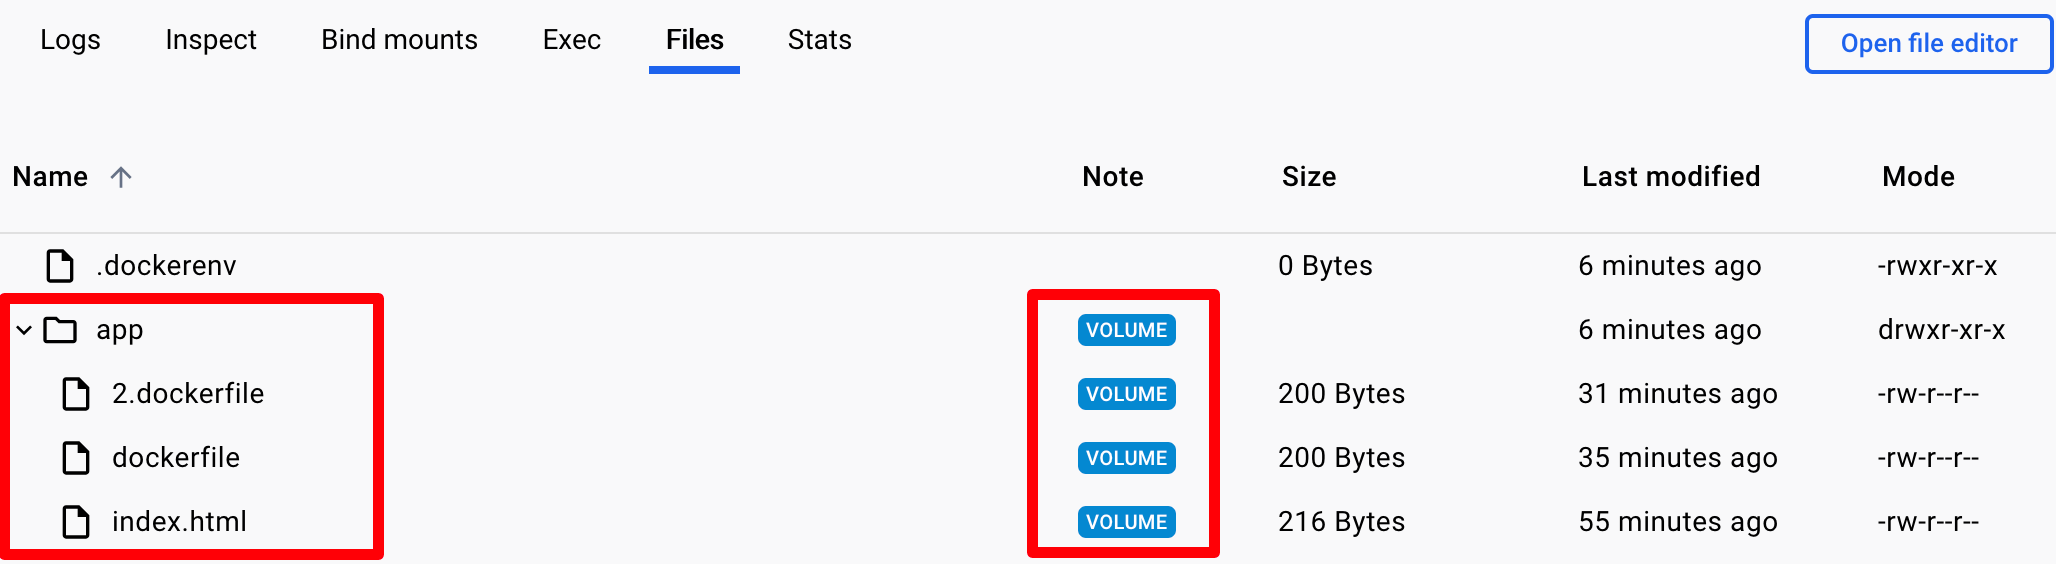 Logs Inspect Bind mounts Exec Files Stats Open file editor
Name Note Size Last modified Mode
.dockerenv 0 Bytes 6 minutes ago -rwxr-xr-x
app VOLUME 6 minutes ago drwxr-xr-x
2.dockerfile VOLUME 200 Bytes 31 minutes ago -rw-r--r--
dockerfile VOLUME 200 Bytes 35 minutes ago -rw-r--r--
index.html VOLUME 216 Bytes 55 minutes ago -rw-r--r--